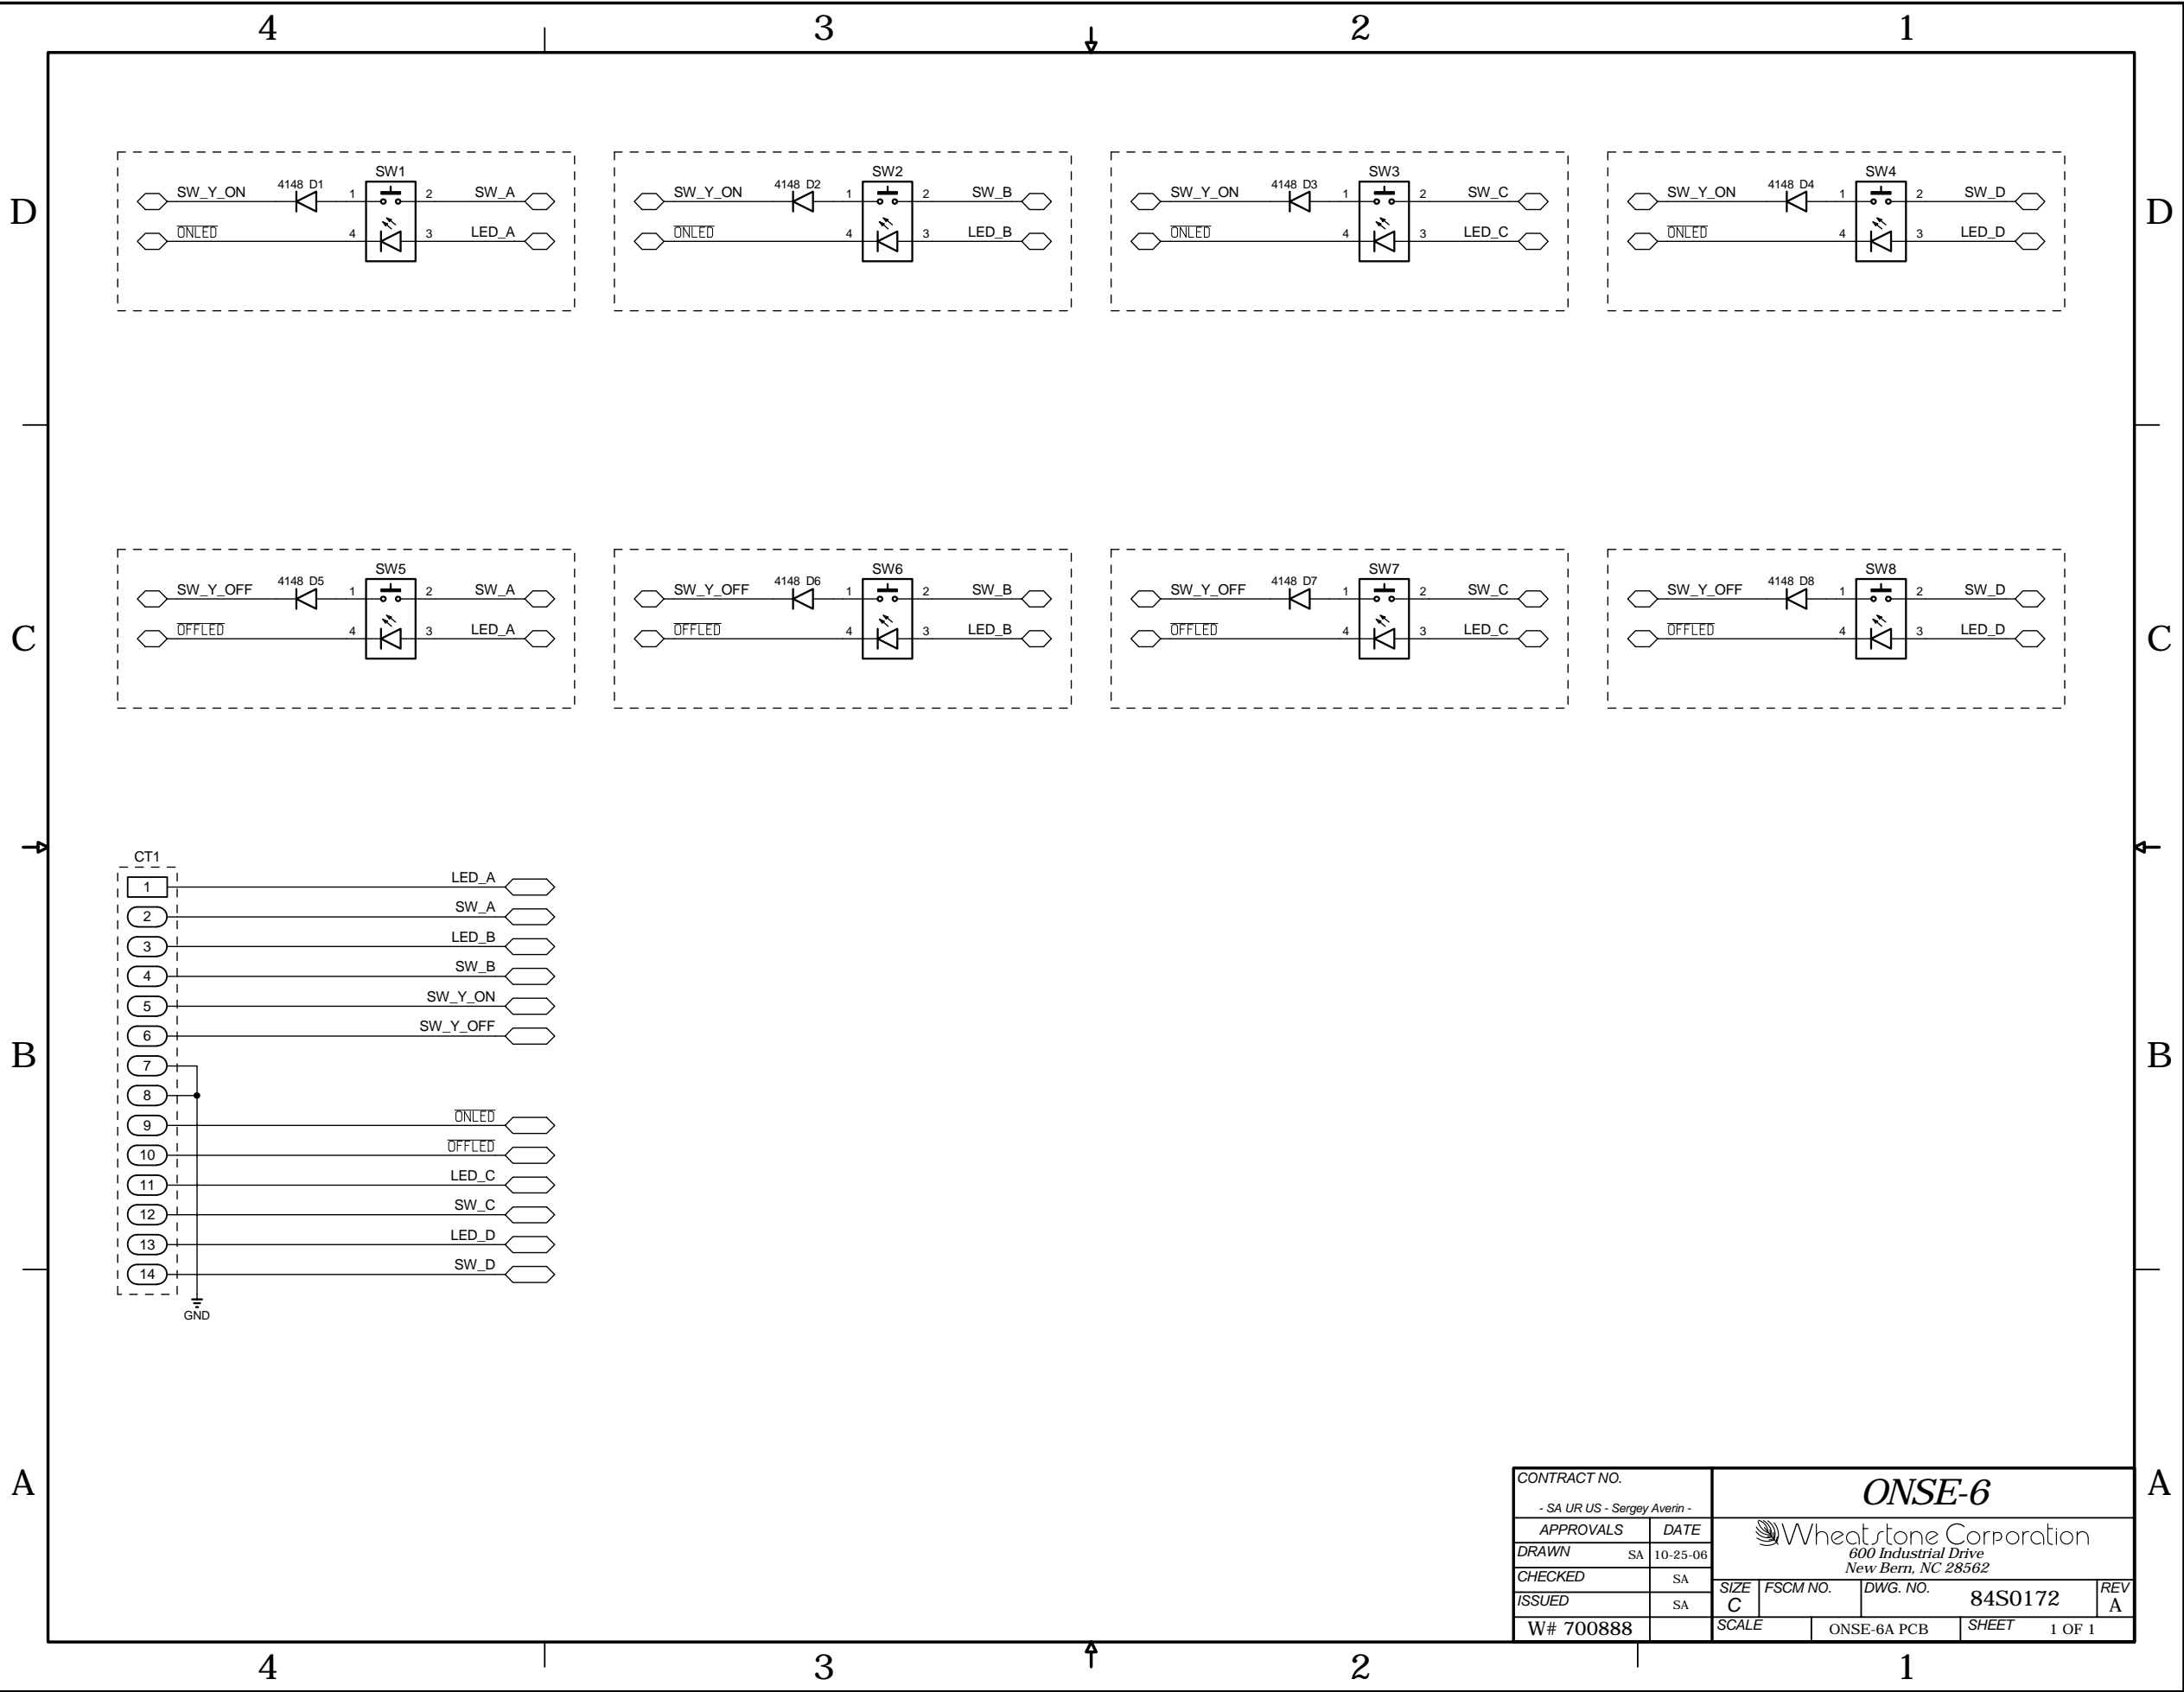 4 3 2 1
D D
SW1
SW_Y_ON 4148 D1 1 2 SW_A
ONLED 4 3 LED_A
SW2
SW_Y_ON 4148 D2 1 2 SW_B
ONLED 4 3 LED_B
SW3
SW_Y_ON 4148 D3 1 2 SW_C
ONLED 4 3 LED_C
SW4
SW_Y_ON 4148 D4 1 2 SW_D
ONLED 4 3 LED_D
C C
SW5
SW_Y_OFF 4148 D5 1 2 SW_A
OFFLED 4 3 LED_A
SW6
SW_Y_OFF 4148 D6 1 2 SW_B
OFFLED 4 3 LED_B
SW7
SW_Y_OFF 4148 D7 1 2 SW_C
OFFLED 4 3 LED_C
SW8
SW_Y_OFF 4148 D8 1 2 SW_D
OFFLED 4 3 LED_D
CT1
1 LED_A
2 SW_A
3 LED_B
4 SW_B
5 SW_Y_ON
6 SW_Y_OFF
B B
7
8
9 ONLED
10 OFFLED
11 LED_C
12 SW_C
13 LED_D
14 SW_D
GND
A A
CONTRACT NO.
- SA UR US - Sergey Averin -
APPROVALS DATE
DRAWN SA 10-25-06
CHECKED SA
ISSUED SA
W# 700888
ONSE-6
Wheatstone Corporation
600 Industrial Drive
New Bern, NC 28562
SIZE FSCM NO. DWG. NO. REV
C 84S0172 A
SCALE ONSE-6A PCB SHEET 1 OF 1
4 3 2 1